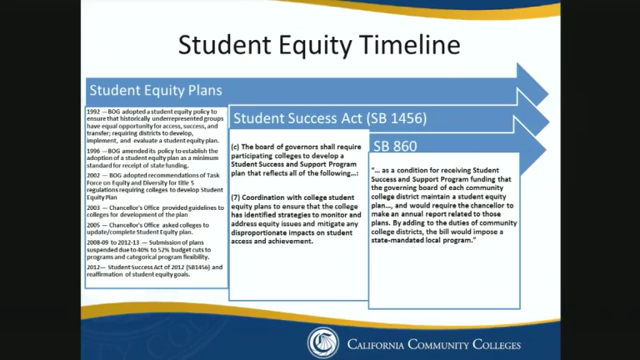 Student Equity Timeline
Student Equity Plans
1992 —BOG adopted a student equity policy to
ensure that historically underrepresented groups
have equal opportunity for access, success, and
transfer; requiring districts to develop,
implement, and evaluate a student equity plan.
1996 —BOG amended its policy to establish the
adoption of a student equity plan as a minimum
standard for receipt of state funding.
2002 —BOG adopted recommendations of Task
Force on Equity and Diversity for title 5
regulations requiring colleges to develop Student
Equity Plan
2003 —Chancellor's Office provided guidelines to
colleges for development of the plan
2005 —Chancellor's Office asked colleges to
update/complete Student Equity Plan.
2008-09 to 2012-13 – Submission of plans
suspended due to 40% to 52% budget cuts to
programs and categorical program flexibility.
2012— Student Success Act of 2012 (SB1456) and
reaffirmation of student equity goals.
Student Success Act (SB 1456)
(c) The board of governors shall require
participating colleges to develop a
Student Success and Support Program
plan that reflects all of the following…:
(7) Coordination with college student
equity plans to ensure that the college
has identified strategies to monitor and
address equity issues and mitigate any
disproportionate impacts on student
access and achievement.
SB 860
"… as a condition for receiving Student
Success and Support Program funding that
the governing board of each community
college district maintain a student equity
plan…, and would require the chancellor to
make an annual report related to those
plans. By adding to the duties of community
college districts, the bill would impose a
state-mandated local program."
CALIFORNIA COMMUNITY COLLEGES